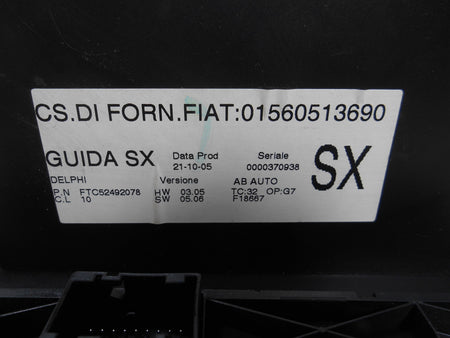 CS.DI FORN.FIAT:01560513690
GUIDA SX Data Prod Seriale SX
21-10-05 0000370938
DELPHI Versione AB AUTO
P.N FTC52492078 HW 03.05 TC:32 OP:G7
C.L 10 SW 05.06 F18667